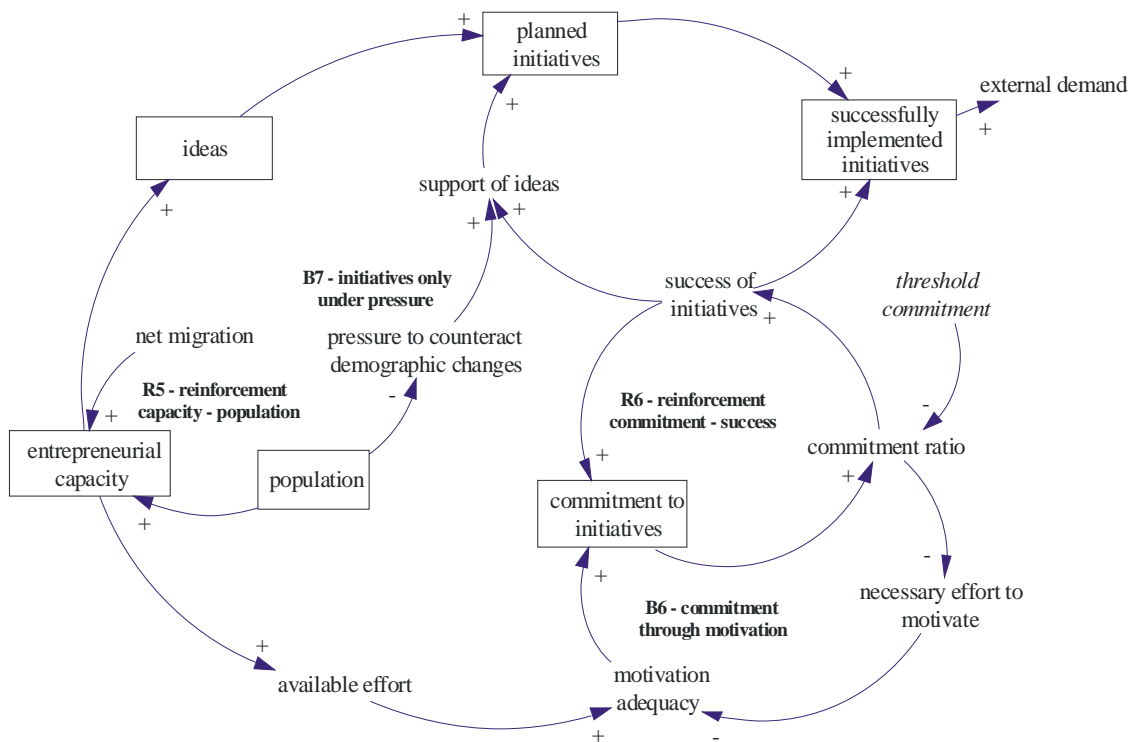 planned
initiatives
external demand
successfully
implemented
initiatives
ideas
support of ideas
B7 - initiatives only
under pressure
success of
initiatives
threshold
commitment
net migration
pressure to counteract
demographic changes
R5 - reinforcement
capacity - population
R6 - reinforcement
commitment - success
entrepreneurial
capacity
population
commitment ratio
commitment to
initiatives
necessary effort to
motivate
B6 - commitment
through motivation
available effort
motivation
adequacy
+
+
+
+
+
+
+
+
+
+
-
+
+
-
+
+
+
-
+
+
+
-